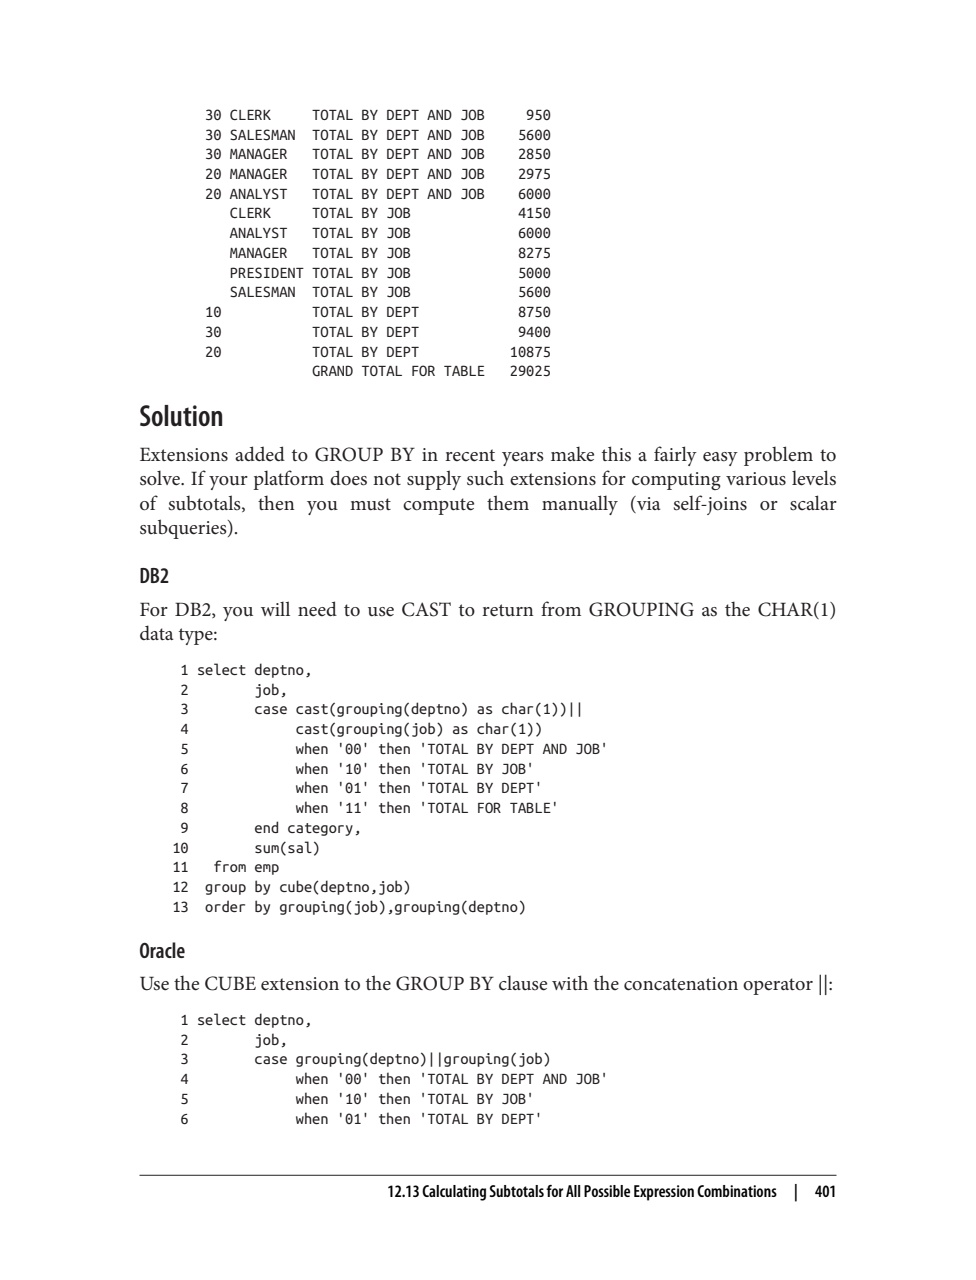 30 CLERK     TOTAL BY DEPT AND JOB     950
30 SALESMAN  TOTAL BY DEPT AND JOB    5600
30 MANAGER   TOTAL BY DEPT AND JOB    2850
20 MANAGER   TOTAL BY DEPT AND JOB    2975
20 ANALYST   TOTAL BY DEPT AND JOB    6000
   CLERK     TOTAL BY JOB             4150
   ANALYST   TOTAL BY JOB             6000
   MANAGER   TOTAL BY JOB             8275
   PRESIDENT TOTAL BY JOB             5000
   SALESMAN  TOTAL BY JOB             5600
10           TOTAL BY DEPT            8750
30           TOTAL BY DEPT            9400
20           TOTAL BY DEPT           10875
             GRAND TOTAL FOR TABLE   29025
Solution
Extensions added to GROUP BY in recent years make this a fairly easy problem to
solve. If your platform does not supply such extensions for computing various levels
of subtotals, then you must compute them manually (via self-joins or scalar
subqueries).
DB2
For DB2, you will need to use CAST to return from GROUPING as the CHAR(1)
data type:
 1 select deptno,
 2        job,
 3        case cast(grouping(deptno) as char(1))||
 4             cast(grouping(job) as char(1))
 5             when '00' then 'TOTAL BY DEPT AND JOB'
 6             when '10' then 'TOTAL BY JOB'
 7             when '01' then 'TOTAL BY DEPT'
 8             when '11' then 'TOTAL FOR TABLE'
 9        end category,
10        sum(sal)
11   from emp
12  group by cube(deptno,job)
13  order by grouping(job),grouping(deptno)
Oracle
Use the CUBE extension to the GROUP BY clause with the concatenation operator ||:
 1 select deptno,
 2        job,
 3        case grouping(deptno)||grouping(job)
 4             when '00' then 'TOTAL BY DEPT AND JOB'
 5             when '10' then 'TOTAL BY JOB'
 6             when '01' then 'TOTAL BY DEPT'
12.13 Calculating Subtotals for All Possible Expression Combinations | 401